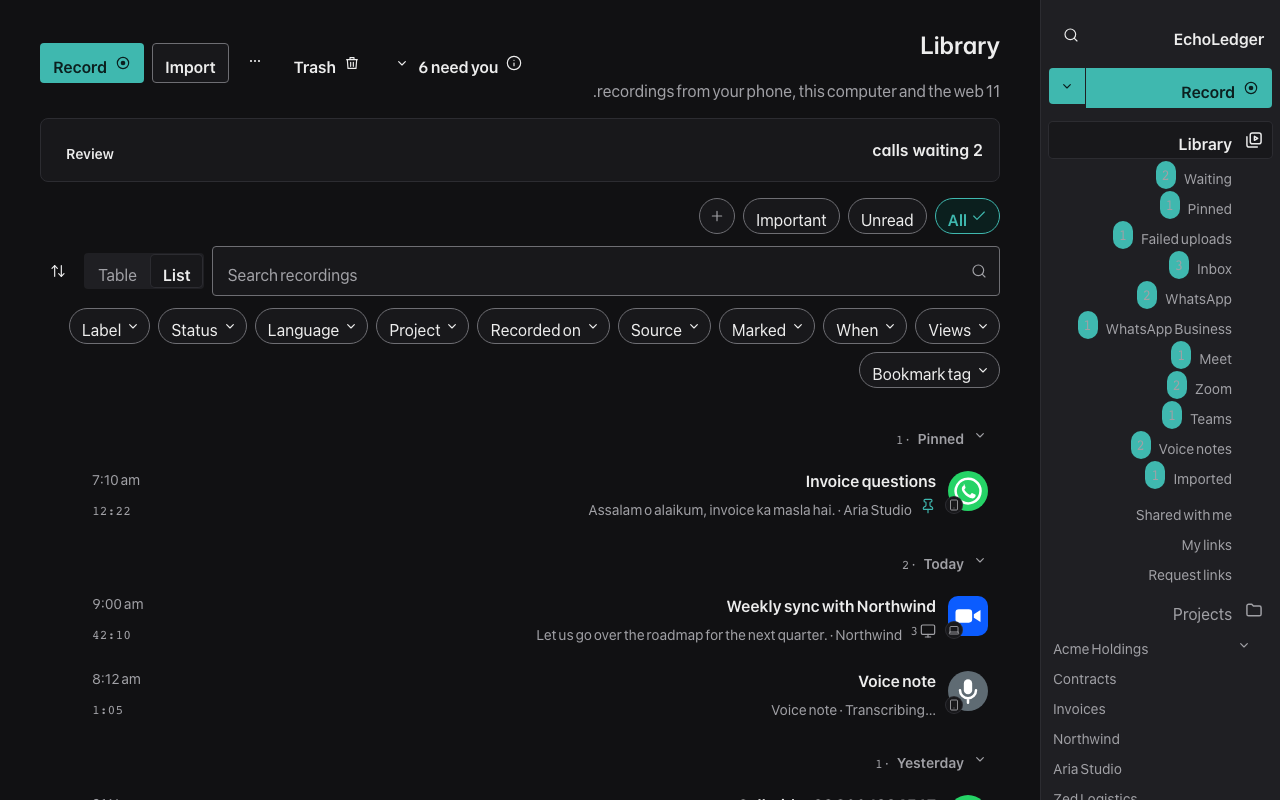 EchoLedger
Record
Library
Waiting 2
Pinned 1
Failed uploads 1
Inbox 3
WhatsApp 2
WhatsApp Business 1
Meet 1
Zoom 2
Teams 1
Voice notes 2
Imported 1
Shared with me
My links
Request links
Projects
Acme Holdings
Contracts
Invoices
Northwind
Aria Studio
Zed Logistics
Library
.recordings from your phone, this computer and the web 11
6 need you
Trash
...
Import
Record
calls waiting 2
Review
All
Unread
Important
Search recordings
List
Table
Views
When
Marked
Source
Recorded on
Project
Language
Status
Label
Bookmark tag
Pinned · 1
Invoice questions
7:10 am
Assalam o alaikum, invoice ka masla hai. · Aria Studio
12:22
Today · 2
Weekly sync with Northwind
9:00 am
3
Let us go over the roadmap for the next quarter. · Northwind
42:10
Voice note
8:12 am
Voice note · Transcribing...
1:05
Yesterday · 1